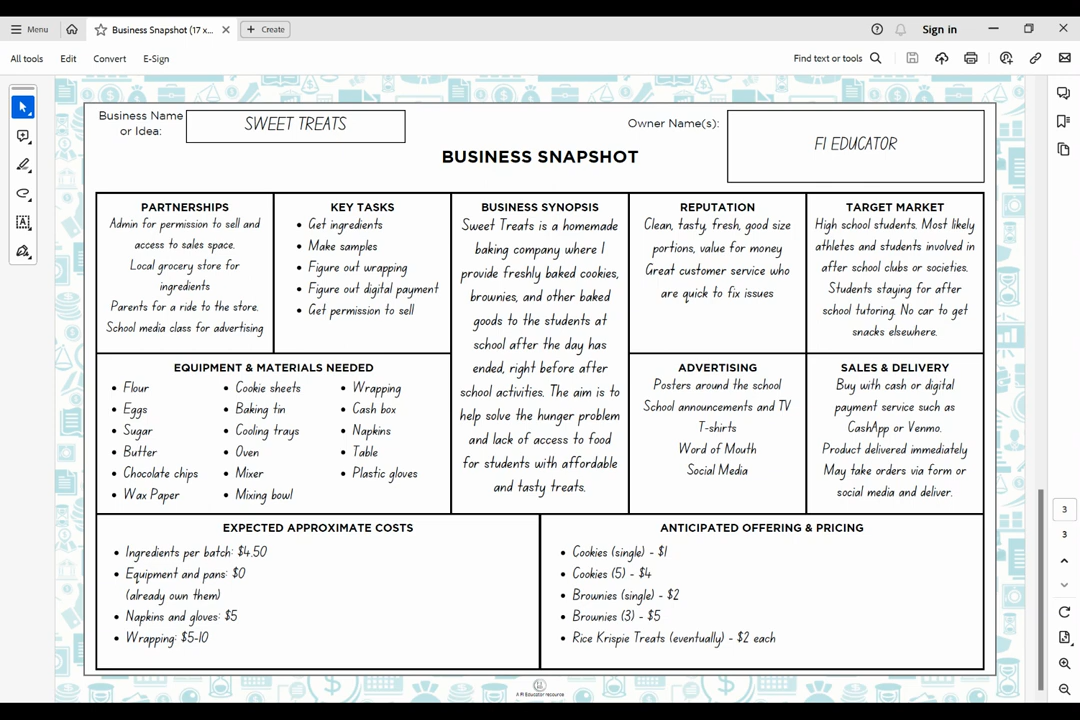 Menu
Business Snapshot (17 x...
Create
Sign in
All tools
Edit
Convert
E-Sign
Find text or tools
Business Name
or Idea:
SWEET TREATS
Owner Name(s):
FI EDUCATOR
BUSINESS SNAPSHOT
PARTNERSHIPS
Admin for permission to sell and
access to sales space.
Local grocery store for
ingredients
Parents for a ride to the store.
School media class for advertising
KEY TASKS
• Get ingredients
• Make samples
• Figure out wrapping
• Figure out digital payment
• Get permission to sell
BUSINESS SYNOPSIS
Sweet Treats is a homemade
baking company where I
provide freshly baked cookies,
brownies, and other baked
goods to the students at
school after the day has
ended, right before after
school activities. The aim is to
help solve the hunger problem
and lack of access to food
for students with affordable
and tasty treats.
REPUTATION
Clean, tasty, fresh, good size
portions, value for money
Great customer service who
are quick to fix issues
TARGET MARKET
High school students. Most likely
athletes and students involved in
after school clubs or societies.
Students staying for after
school tutoring. No car to get
snacks elsewhere.
EQUIPMENT & MATERIALS NEEDED
• Flour
• Eggs
• Sugar
• Butter
• Chocolate chips
• Wax Paper
• Cookie sheets
• Baking tin
• Cooling trays
• Oven
• Mixer
• Mixing bowl
• Wrapping
• Cash box
• Napkins
• Table
• Plastic gloves
ADVERTISING
Posters around the school
School announcements and TV
T-shirts
Word of Mouth
Social Media
SALES & DELIVERY
Buy with cash or digital
payment service such as
CashApp or Venmo.
Product delivered immediately
May take orders via form or
social media and deliver.
EXPECTED APPROXIMATE COSTS
• Ingredients per batch: $4.50
• Equipment and pans: $0
(already own them)
• Napkins and gloves: $5
• Wrapping: $5-10
ANTICIPATED OFFERING & PRICING
• Cookies (single) - $1
• Cookies (5) - $4
• Brownies (single) - $2
• Brownies (3) - $5
• Rice Krispie Treats (eventually) - $2 each
3
3
A FI Educator resource